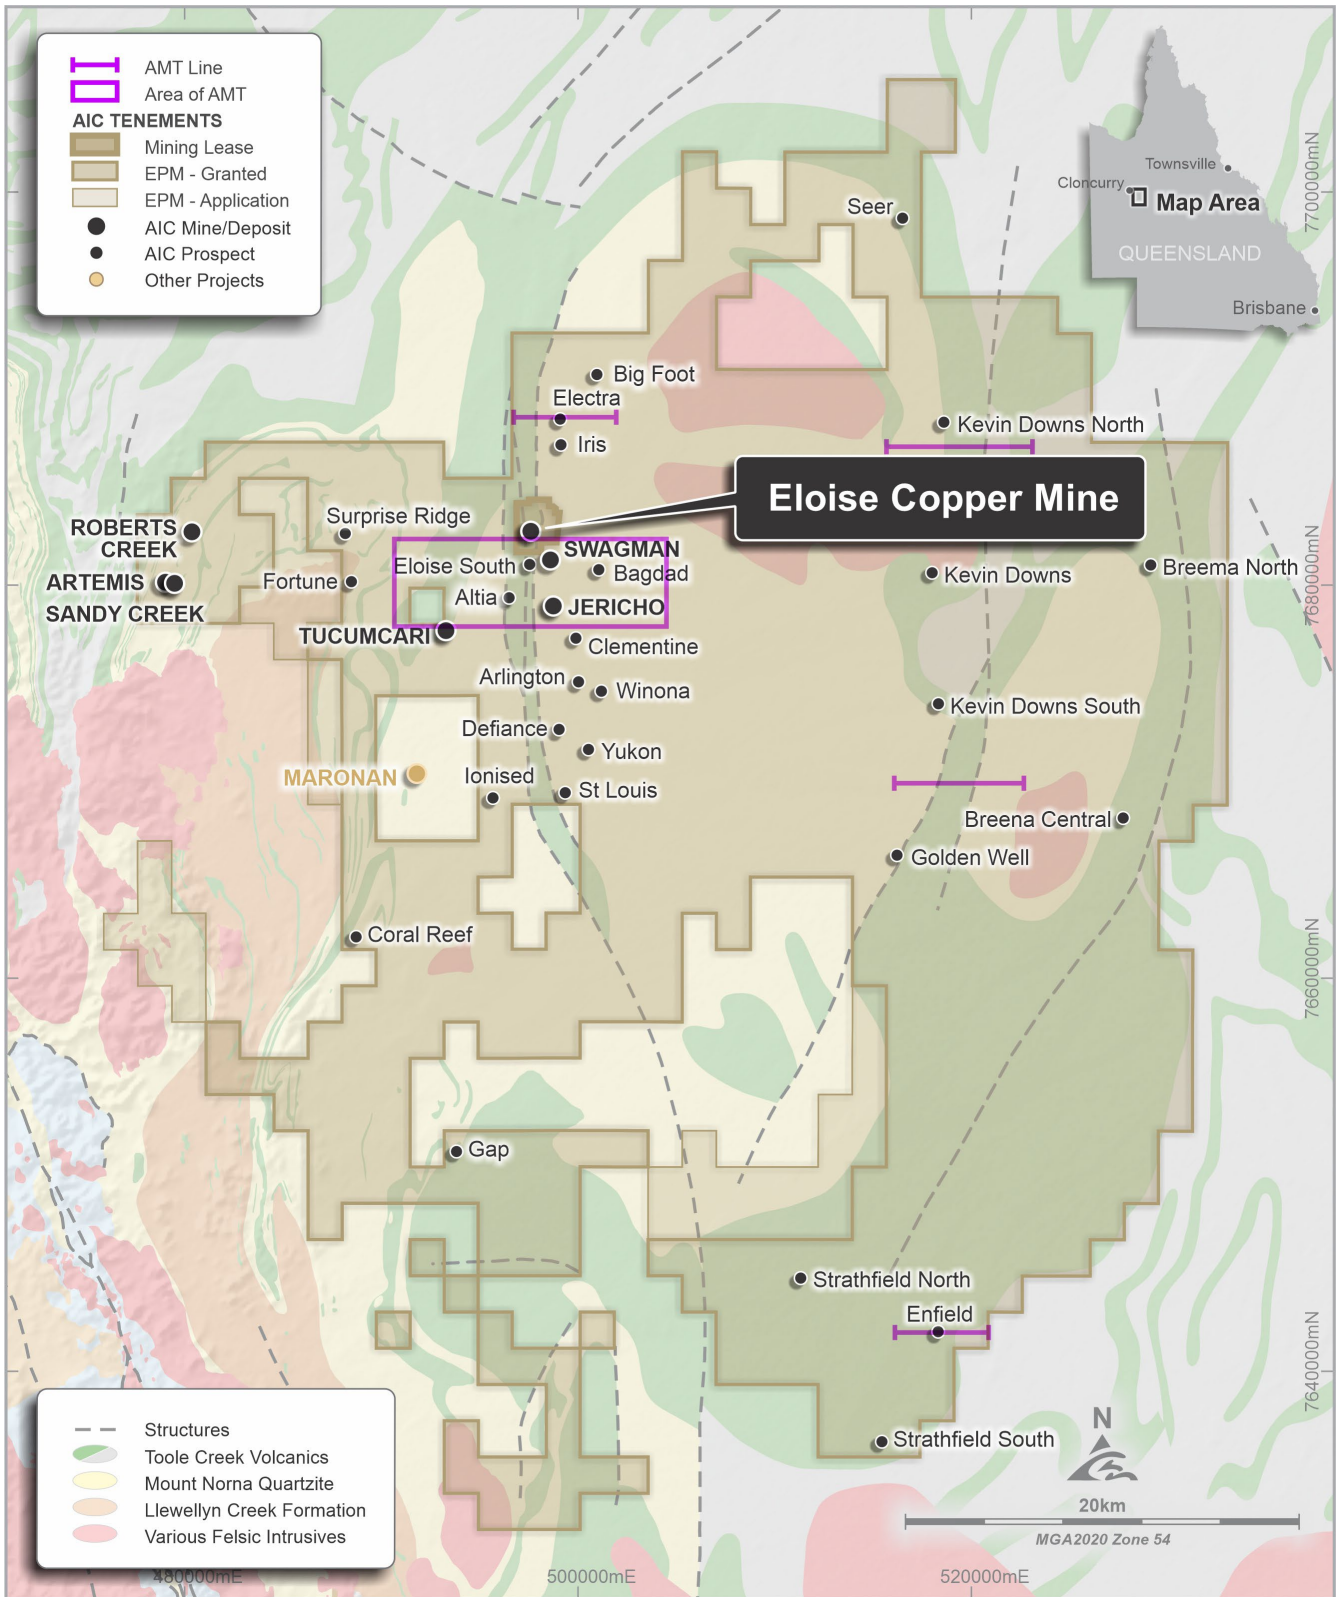 AMT Line
Area of AMT
AIC TENEMENTS
Mining Lease
EPM - Granted
EPM - Application
AIC Mine/Deposit
AIC Prospect
Other Projects
Townsville
Cloncurry
Map Area
QUEENSLAND
Brisbane
7700000mN
Seer
Big Foot
Electra
Iris
Kevin Downs North
Eloise Copper Mine
ROBERTS
CREEK
Surprise Ridge
SWAGMAN
Eloise South
Bagdad
Fortune
ARTEMIS
SANDY CREEK
Altia
JERICHO
Kevin Downs
Breema North
7680000mN
TUCUMCARI
Clementine
Arlington
Winona
Kevin Downs South
Defiance
Yukon
MARONAN
Ionised
St Louis
Breena Central
Golden Well
Coral Reef
7660000mN
Gap
Strathfield North
Enfield
7640000mN
Strathfield South
Structures
Toole Creek Volcanics
Mount Norna Quartzite
Llewellyn Creek Formation
Various Felsic Intrusives
N
20km
MGA2020 Zone 54
480000mE
500000mE
520000mE